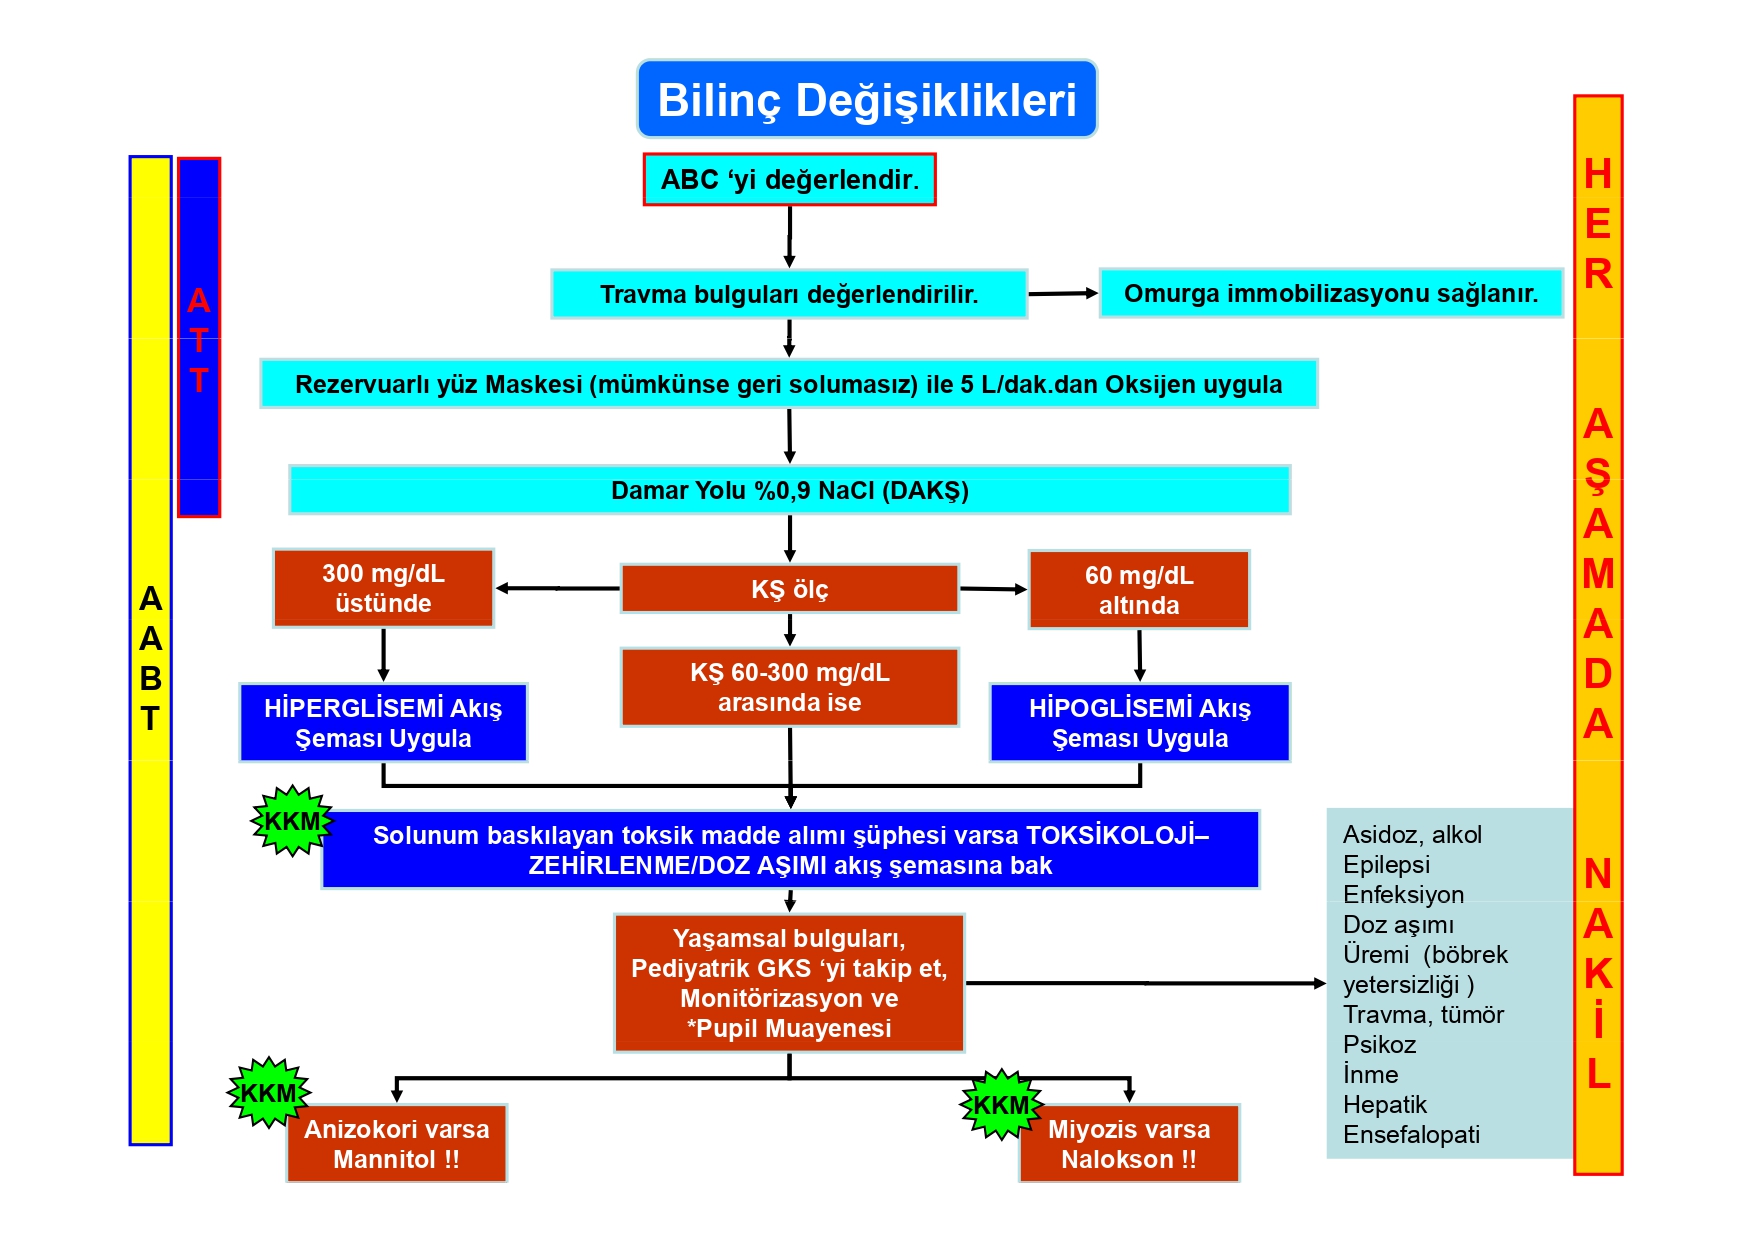 Bilinç Değişiklikleri
ABC ‘yi değerlendir.
Travma bulguları değerlendirilir.
Omurga immobilizasyonu sağlanır.
Rezervuarlı yüz Maskesi (mümkünse geri solumasız) ile 5 L/dak.dan Oksijen uygula
Damar Yolu %0,9 NaCl (DAKŞ)
300 mg/dL
üstünde
KŞ ölç
60 mg/dL
altında
KŞ 60-300 mg/dL
arasında ise
HİPERGLİSEMİ Akış
Şeması Uygula
HİPOGLİSEMİ Akış
Şeması Uygula
KKM
Solunum baskılayan toksik madde alımı şüphesi varsa TOKSİKOLOJİ–
ZEHİRLENME/DOZ AŞIMI akış şemasına bak
Yaşamsal bulguları,
Pediyatrik GKS ‘yi takip et,
Monitörizasyon ve
*Pupil Muayenesi
Asidoz, alkol
Epilepsi
Enfeksiyon
Doz aşımı
Üremi (böbrek
yetersizliği )
Travma, tümör
Psikoz
İnme
Hepatik
Ensefalopati
KKM
Anizokori varsa
Mannitol !!
KKM
Miyozis varsa
Nalokson !!
AABT
ATT
HER AŞAMADA NAKİL